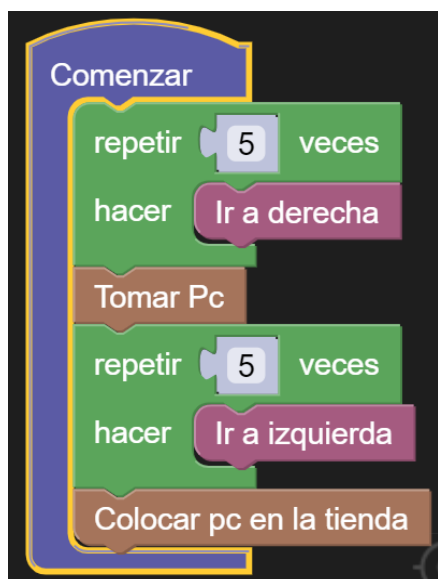 Comenzar
repetir 5 veces
hacer Ir a derecha
Tomar Pc
repetir 5 veces
hacer Ir a izquierda
Colocar pc en la tienda